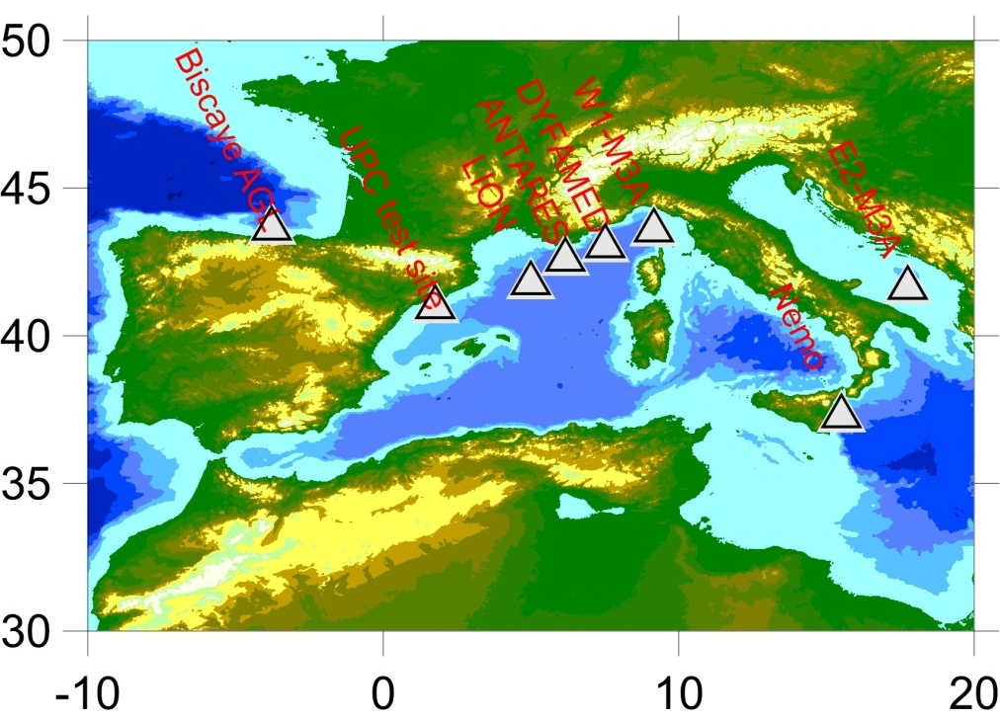 50
45
40
35
30
-10
0
10
20
Biscaye AGL
UPC test site
LION
ANTARES
DYFAMED
W1-M3A
E2-M3A
Nemo